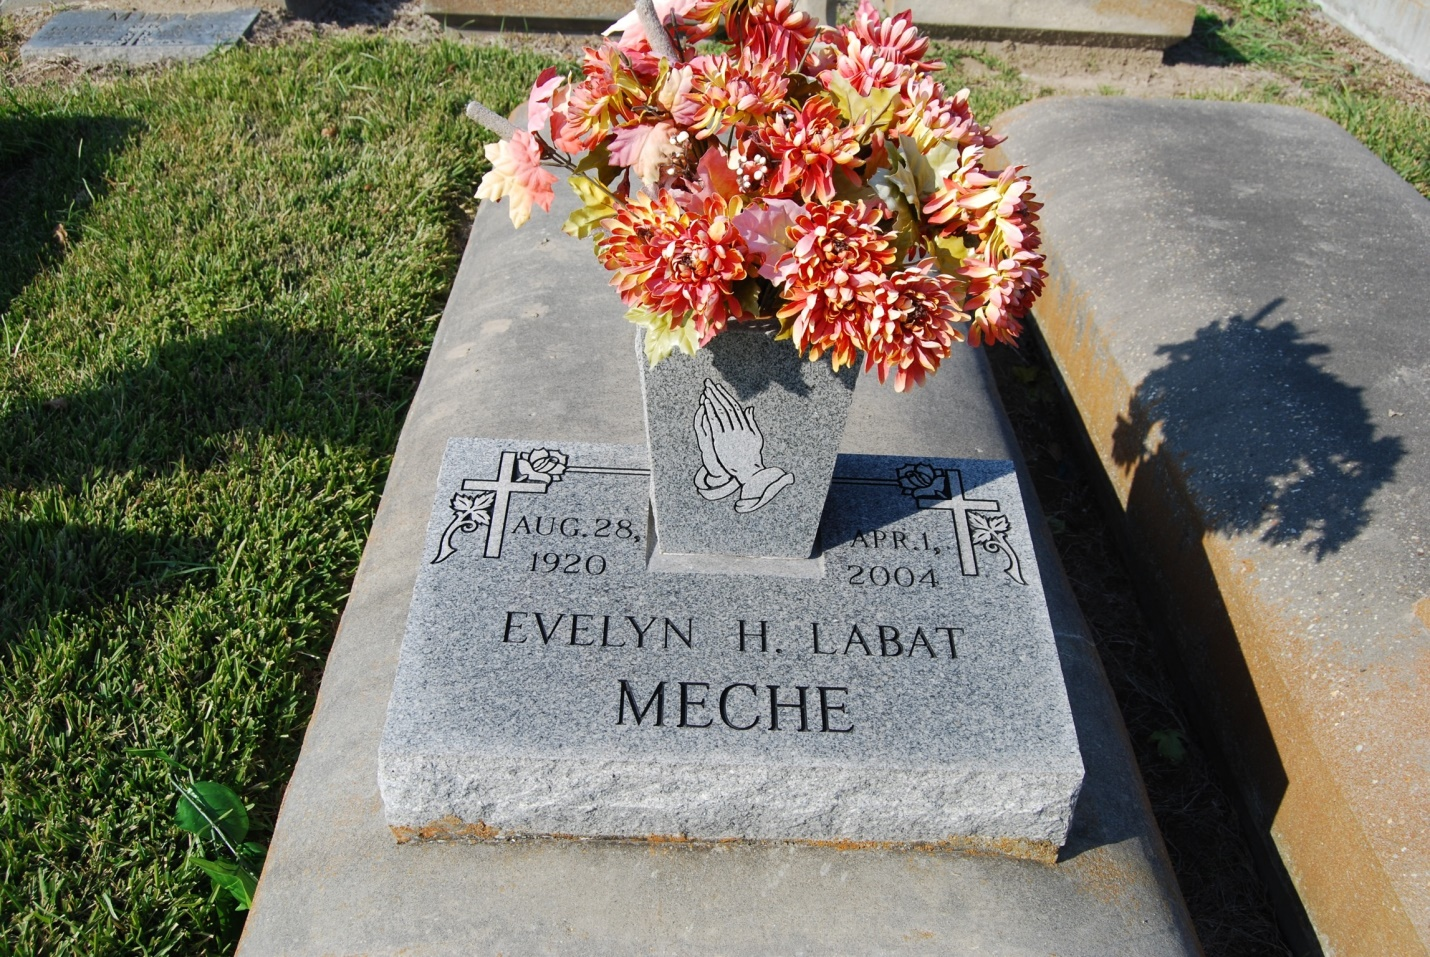 AUG. 28,
1920
APR. 1,
2004
EVELYN H. LABAT
MECHE